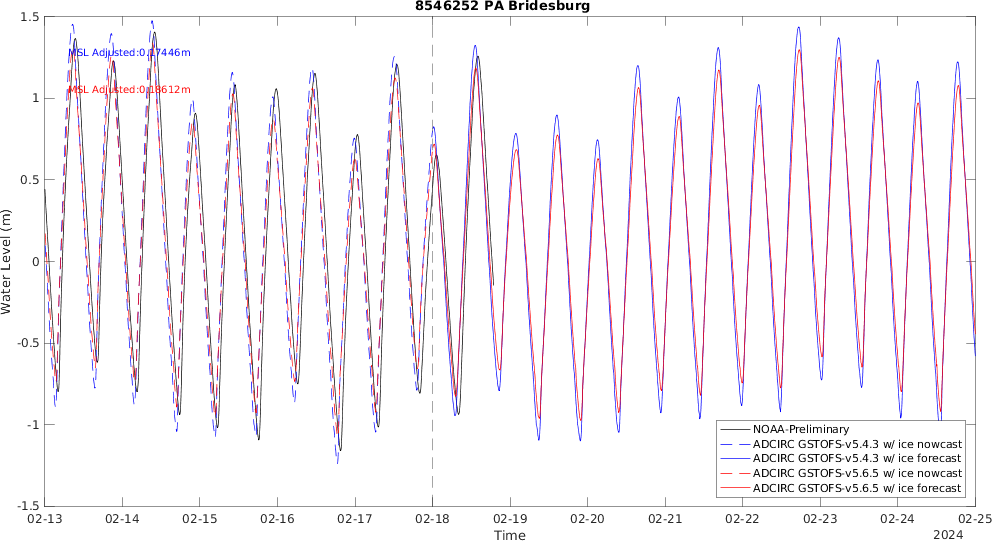 8546252 PA Bridesburg
1.5
MSL Adjusted:0.17446m
MSL Adjusted:0.18612m
1
0.5
0
-0.5
-1
-1.5
Water Level (m)
NOAA-Preliminary
ADCIRC GSTOFS-v5.4.3 w/ ice nowcast
ADCIRC GSTOFS-v5.4.3 w/ ice forecast
ADCIRC GSTOFS-v5.6.5 w/ ice nowcast
ADCIRC GSTOFS-v5.6.5 w/ ice forecast
02-13 02-14 02-15 02-16 02-17 02-18 02-19 02-20 02-21 02-22 02-23 02-24 02-25
Time
2024